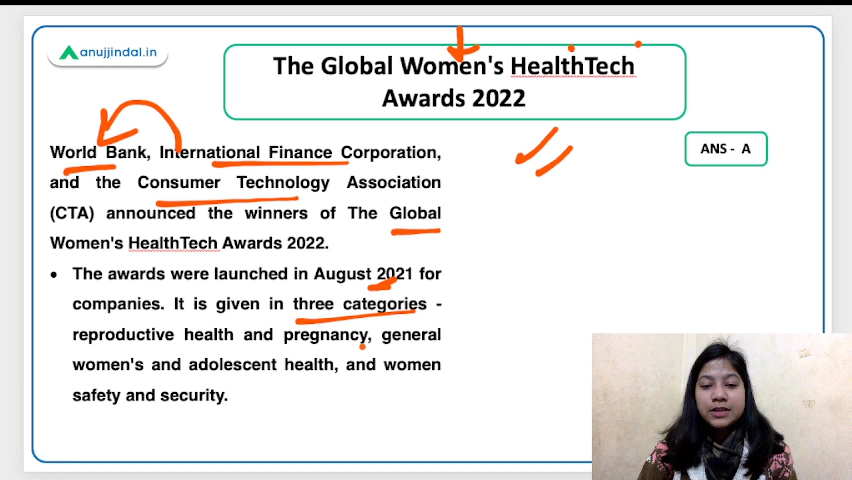 anujjindal.in
The Global Women's HealthTech
Awards 2022
ANS - A
World Bank, International Finance Corporation,
and the Consumer Technology Association
(CTA) announced the winners of The Global
Women's HealthTech Awards 2022.
• The awards were launched in August 2021 for
companies. It is given in three categories -
reproductive health and pregnancy, general
women's and adolescent health, and women
safety and security.